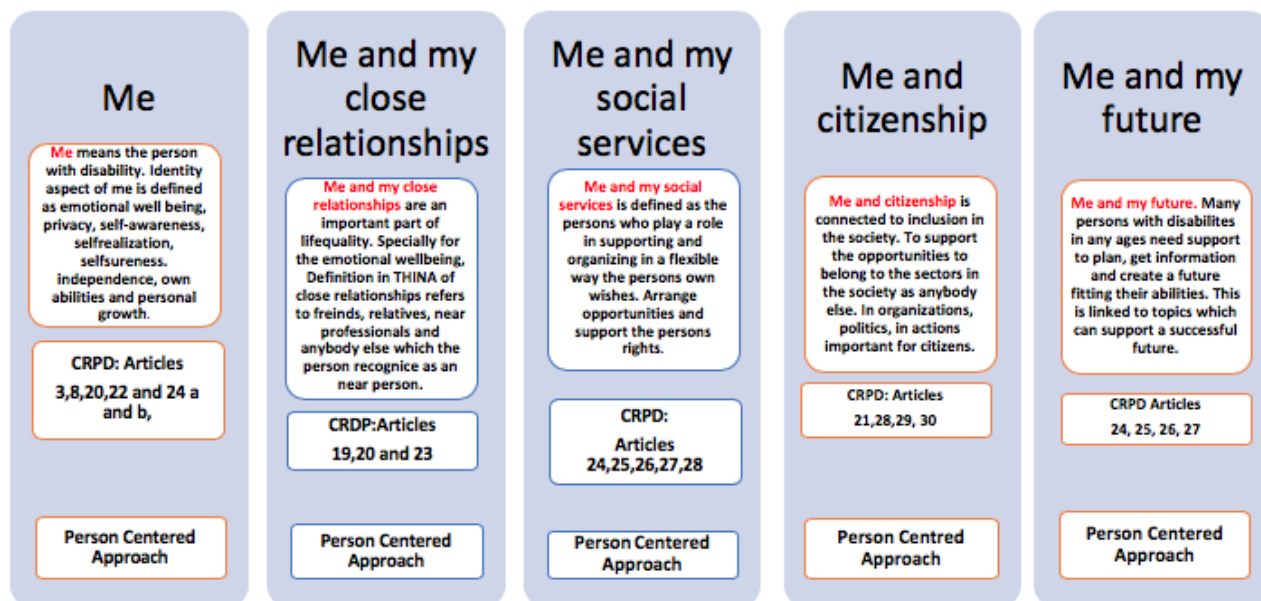 Me
Me means the person
with disability. Identity
aspect of me is defined
as emotional well being,
privacy, self-awareness,
selfrealization,
selfsureness.
independence, own
abilities and personal
growth.
CRPD: Articles
3,8,20,22 and 24 a
and b,
Person Centered
Approach
Me and my
close
relationships
Me and my close
relationships are an
important part of
lifequality. Specially for
the emotional wellbeing,
Definition in THINA of
close relationships refers
to freinds, relatives, near
professionals and
anybody else which the
person recognice as an
near person.
CRDP:Articles
19,20 and 23
Person Centered
Approach
Me and my
social
services
Me and my social
services is defined as the
persons who play a role
in supporting and
organizing in a flexible
way the persons own
wishes. Arrange
opportunities and
support the persons
rights.
CRPD:
Articles
24,25,26,27,28
Person Centered
Approach
Me and
citizenship
Me and citizenship is
connected to inclusion in
the society. To support
the opportunities to
belong to the sectors in
the society as anybody
else. In organizations,
politics, in actions
important for citizens.
CRPD: Articles
21,28,29, 30
Person Centred
Approach
Me and my
future
Me and my future. Many
persons with disabilites
in any ages need support
to plan, get information
and create a future
fitting their abilities. This
is linked to topics which
can support a successful
future.
CRPD Articles
24, 25, 26, 27
Person Centered
Approach